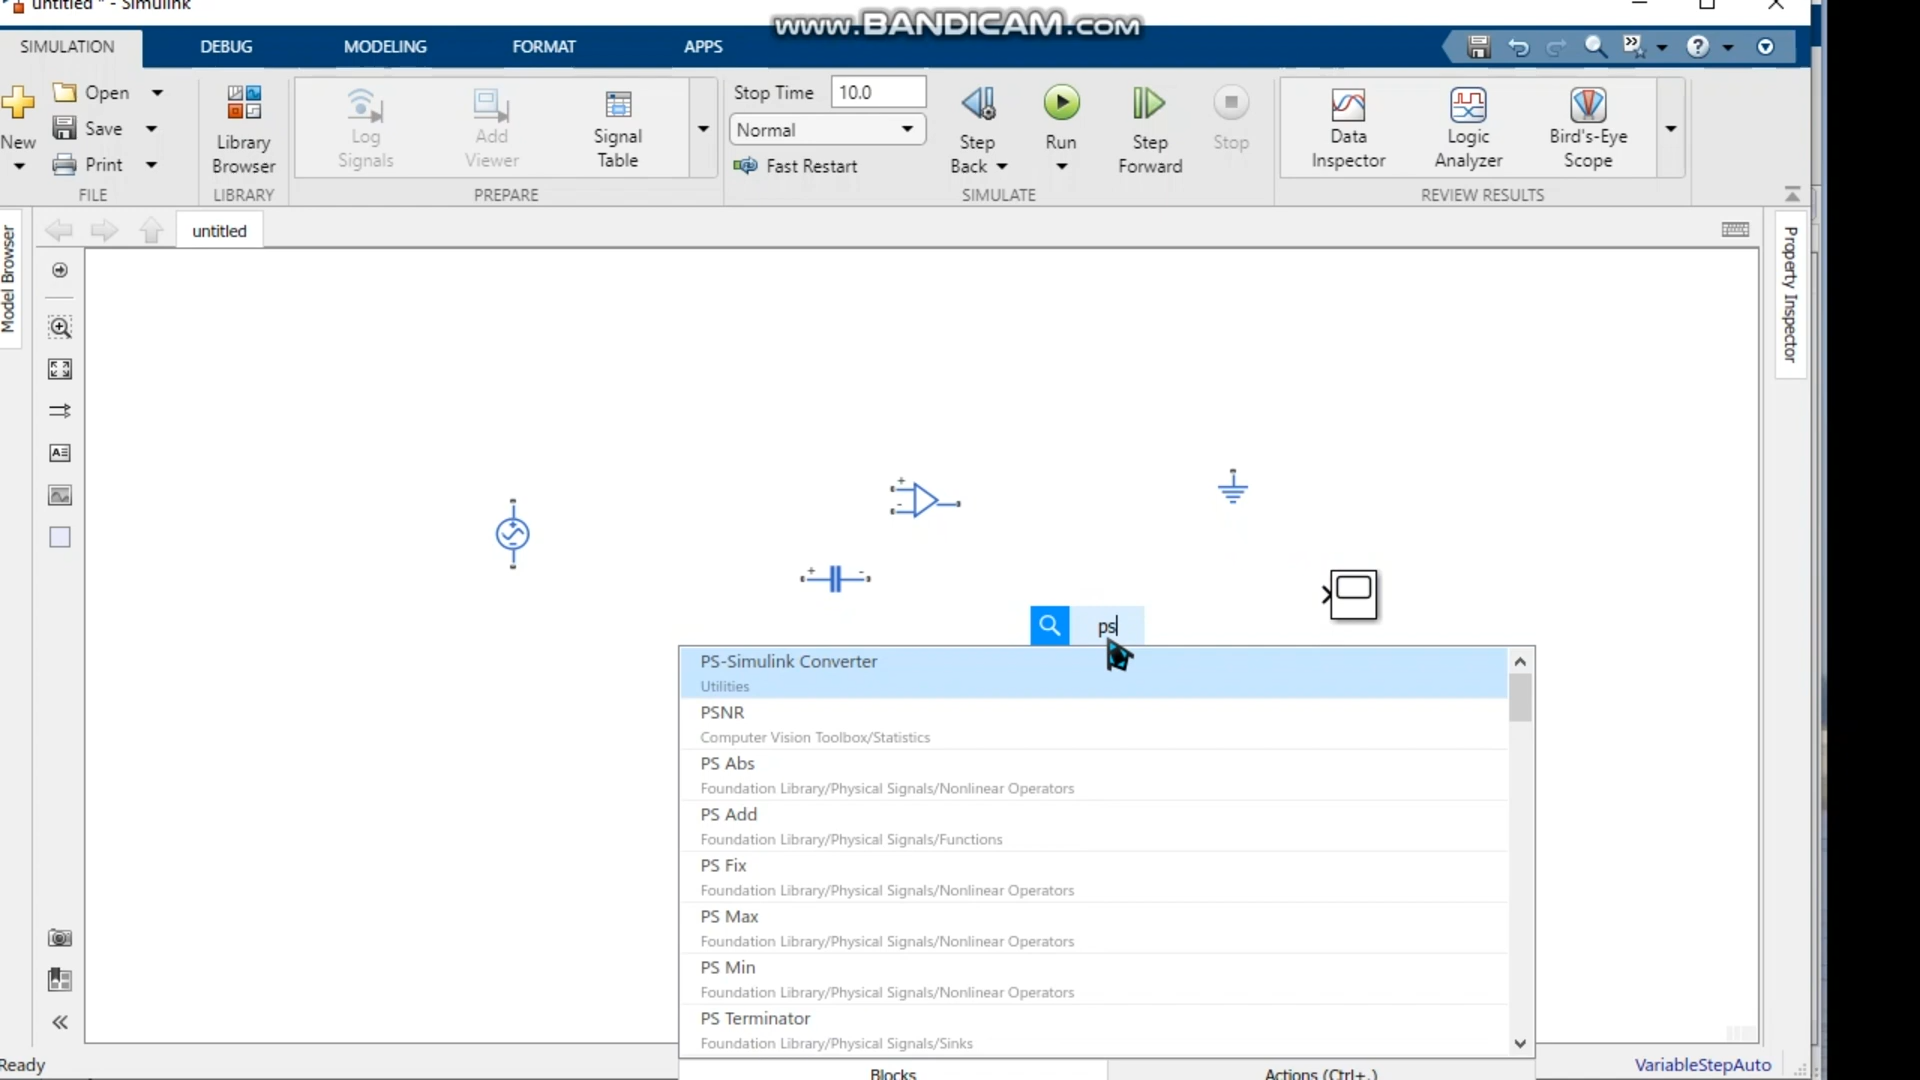 untitled * - Simulink
www.BANDICAM.com
SIMULATION
DEBUG
MODELING
FORMAT
APPS
New
Open
Save
Print
FILE
Library
Browser
LIBRARY
Log
Signals
Add
Viewer
Signal
Table
PREPARE
Stop Time 10.0
Normal
Fast Restart
Step
Back
Run
Step
Forward
Stop
SIMULATE
Data
Inspector
Logic
Analyzer
Bird's-Eye
Scope
REVIEW RESULTS
untitled
Model Browser
Property Inspector
ps
PS-Simulink Converter
Utilities
PSNR
Computer Vision Toolbox/Statistics
PS Abs
Foundation Library/Physical Signals/Nonlinear Operators
PS Add
Foundation Library/Physical Signals/Functions
PS Fix
Foundation Library/Physical Signals/Nonlinear Operators
PS Max
Foundation Library/Physical Signals/Nonlinear Operators
PS Min
Foundation Library/Physical Signals/Nonlinear Operators
PS Terminator
Foundation Library/Physical Signals/Sinks
Blocks
Actions (Ctrl+.)
Ready
VariableStepAuto